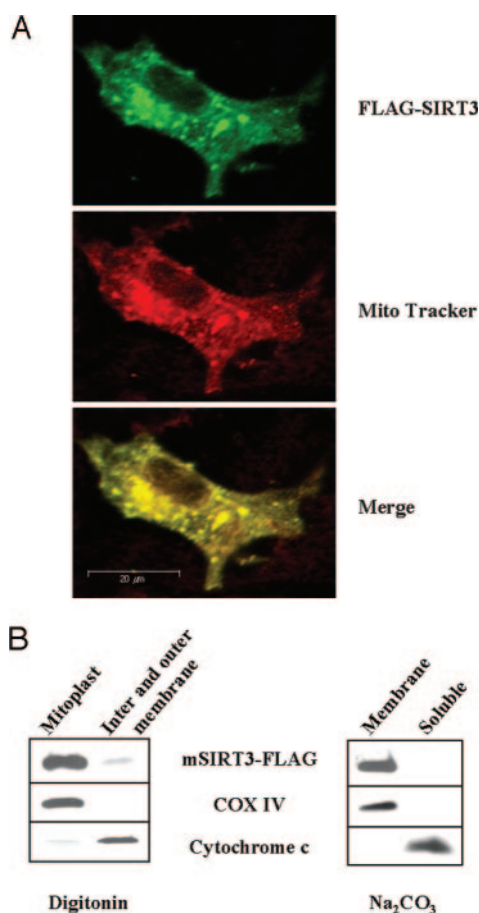 A
FLAG-SIRT3
Mito Tracker
Merge
20 μm
B
Mitoplast
Inter and outer
membrane
Membrane
Soluble
mSIRT3-FLAG
COX IV
Cytochrome c
Digitonin
Na₂CO₃